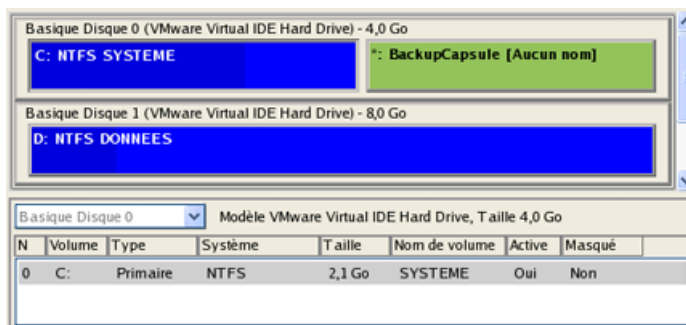 Basique Disque 0 (VMware Virtual IDE Hard Drive) - 4,0 Go
C: NTFS SYSTEME
*: BackupCapsule [Aucun nom]
Basique Disque 1 (VMware Virtual IDE Hard Drive) - 8,0 Go
D: NTFS DONNEES
Basique Disque 0 Modèle VMware Virtual IDE Hard Drive, Taille 4,0 Go
N Volume Type Système Taille Nom de volume Active Masqué
0 C: Primaire NTFS 2,1 Go SYSTEME Oui Non